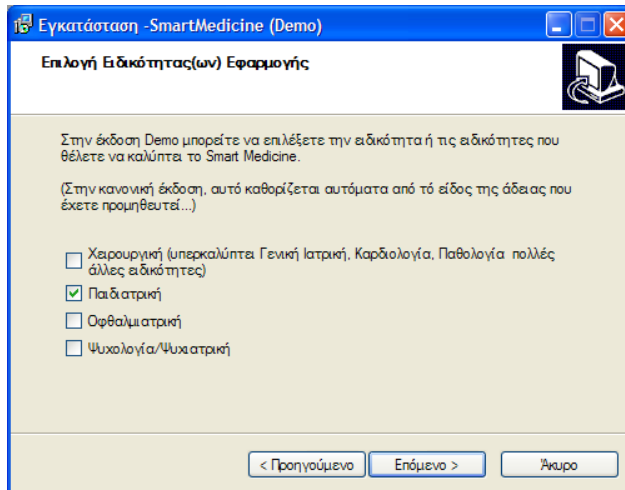 Εγκατάσταση -SmartMedicine (Demo)
Επιλογή Ειδικότητας(ων) Εφαρμογής
Στην έκδοση Demo μπορείτε να επιλέξετε την ειδικότητα ή τις ειδικότητες που
θέλετε να καλύπτει το Smart Medicine.
(Στην κανονική έκδοση, αυτό καθορίζεται αυτόματα από τό είδος της άδειας που
έχετε προμηθευτεί...)
Χειρουργική (υπερκαλύπτει Γενική Ιατρική, Καρδιολογία, Παθολογία πολλές
άλλες ειδικότητες)
Παιδιατρική
Οφθαλμιατρική
Ψυχολογία/Ψυχιατρική
< Προηγούμενο Επόμενο > Άκυρο